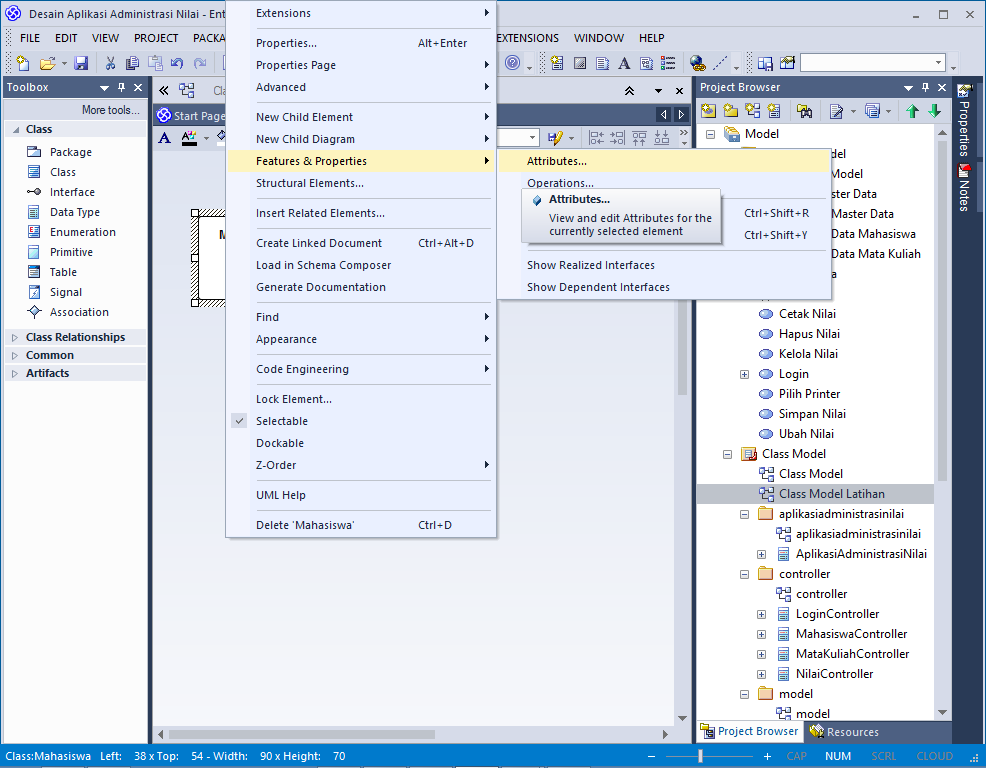 Desain Aplikasi Administrasi Nilai - Ent
FILE EDIT VIEW PROJECT PACKA EXTENSIONS WINDOW HELP
Toolbox
More tools...
Class
Package
Class
Interface
Data Type
Enumeration
Primitive
Table
Signal
Association
Class Relationships
Common
Artifacts
Start Page
Extensions
Properties... Alt+Enter
Properties Page
Advanced
New Child Element
New Child Diagram
Features & Properties
Structural Elements...
Insert Related Elements...
Create Linked Document Ctrl+Alt+D
Load in Schema Composer
Generate Documentation
Find
Appearance
Code Engineering
Lock Element...
Selectable
Dockable
Z-Order
UML Help
Delete 'Mahasiswa' Ctrl+D
Attributes...
Operations...
Attributes...
View and edit Attributes for the
currently selected element
Ctrl+Shift+R
Ctrl+Shift+Y
Show Realized Interfaces
Show Dependent Interfaces
Project Browser
Model
del
Model
ster Data
Master Data
Data Mahasiswa
Data Mata Kuliah
a
Cetak Nilai
Hapus Nilai
Kelola Nilai
Login
Pilih Printer
Simpan Nilai
Ubah Nilai
Class Model
Class Model
Class Model Latihan
aplikasiadministrasinilai
aplikasiadministrasinilai
AplikasiAdministrasiNilai
controller
controller
LoginController
MahasiswaController
MataKuliahController
NilaiController
model
model
Project Browser
Resources
Properties
Notes
Class:Mahasiswa Left: 38 x Top: 54 - Width: 90 x Height: 70
CAP NUM SCRL CLOUD